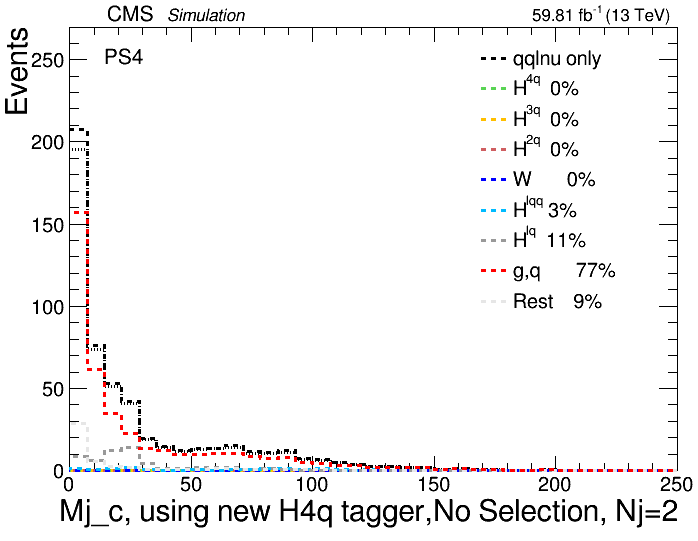 CMS Simulation 59.81 fb⁻¹ (13 TeV)
PS4
Events
250
200
150
100
50
0
qqlnu only
H⁴q 0%
H³q 0%
H²q 0%
W 0%
H^lqq 3%
H^lq 11%
g,q 77%
Rest 9%
0 50 100 150 200 250
Mj_c, using new H4q tagger,No Selection, Nj=2